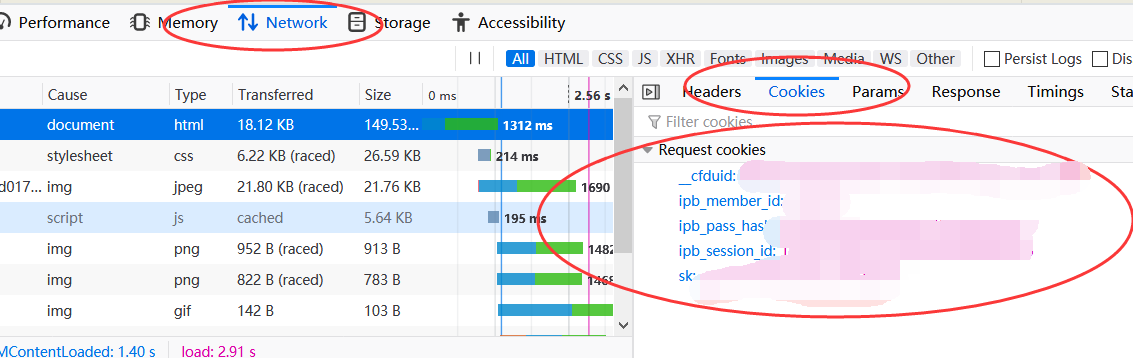 Performance Memory Network Storage Accessibility
All HTML CSS JS XHR Fonts Images Media WS Other Persist Logs Dis
Cause Type Transferred Size 0 ms 2.56 s
Headers Cookies Params Response Timings Sta
document html 18.12 KB 149.53... 1312 ms
Filter cookies
stylesheet css 6.22 KB (raced) 26.59 KB 214 ms
Request cookies
d017... img jpeg 21.80 KB (raced) 21.76 KB 1690
__cfduid:
script js cached 5.64 KB 195 ms
ipb_member_id:
img png 952 B (raced) 913 B 1482
ipb_pass_has
ipb_session_id:
img png 822 B (raced) 783 B 1468
sk
img gif 142 B 103 B
MContentLoaded: 1.40 s load: 2.91 s